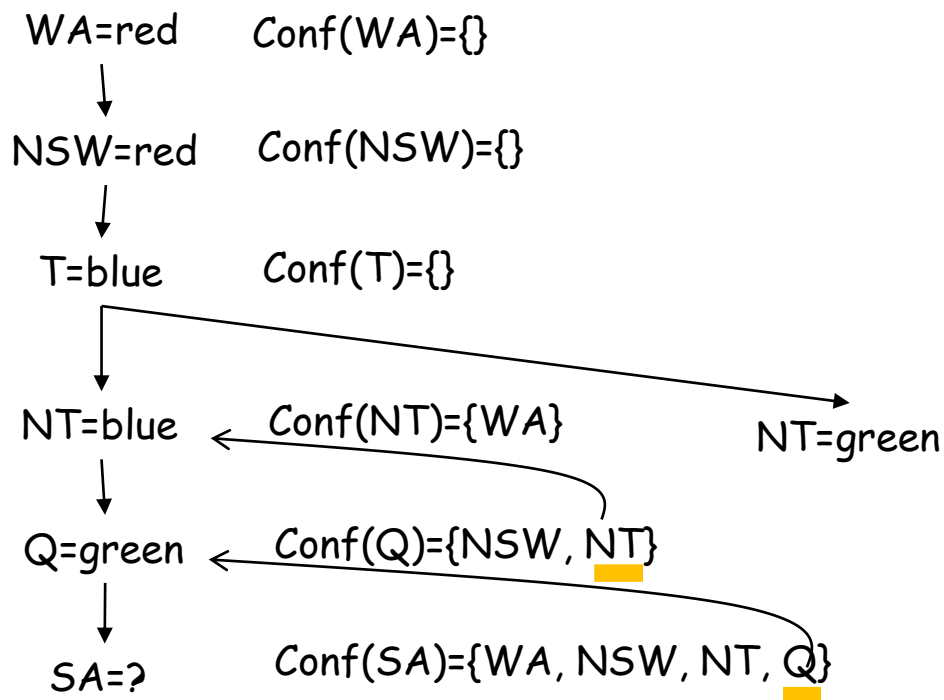 WA=red Conf(WA)={}
NSW=red Conf(NSW)={}
T=blue Conf(T)={}
NT=blue Conf(NT)={WA}
NT=green
Q=green Conf(Q)={NSW, NT}
SA=? Conf(SA)={WA, NSW, NT, Q}